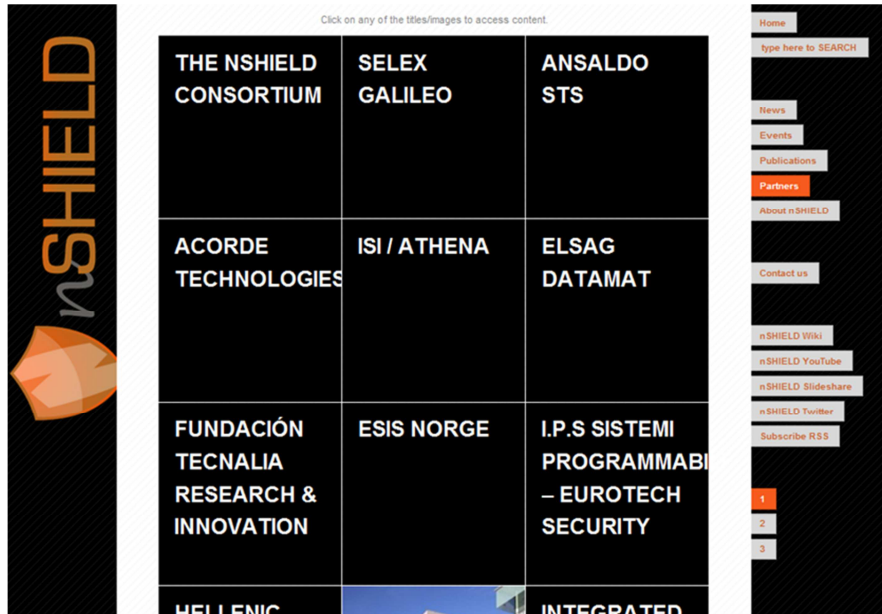 Click on any of the titles/images to access content.
nSHIELD
THE NSHIELD
CONSORTIUM
SELEX
GALILEO
ANSALDO
STS
ACORDE
TECHNOLOGIES
ISI / ATHENA
ELSAG
DATAMAT
FUNDACIÓN
TECNALIA
RESEARCH &
INNOVATION
ESIS NORGE
I.P.S SISTEMI
PROGRAMMABI
– EUROTECH
SECURITY
HELLENIC
INTEGRATED
Home
type here to SEARCH
News
Events
Publications
Partners
About nSHIELD
Contact us
nSHIELD Wiki
nSHIELD YouTube
nSHIELD Slideshare
nSHIELD Twitter
Subscribe RSS
1
2
3